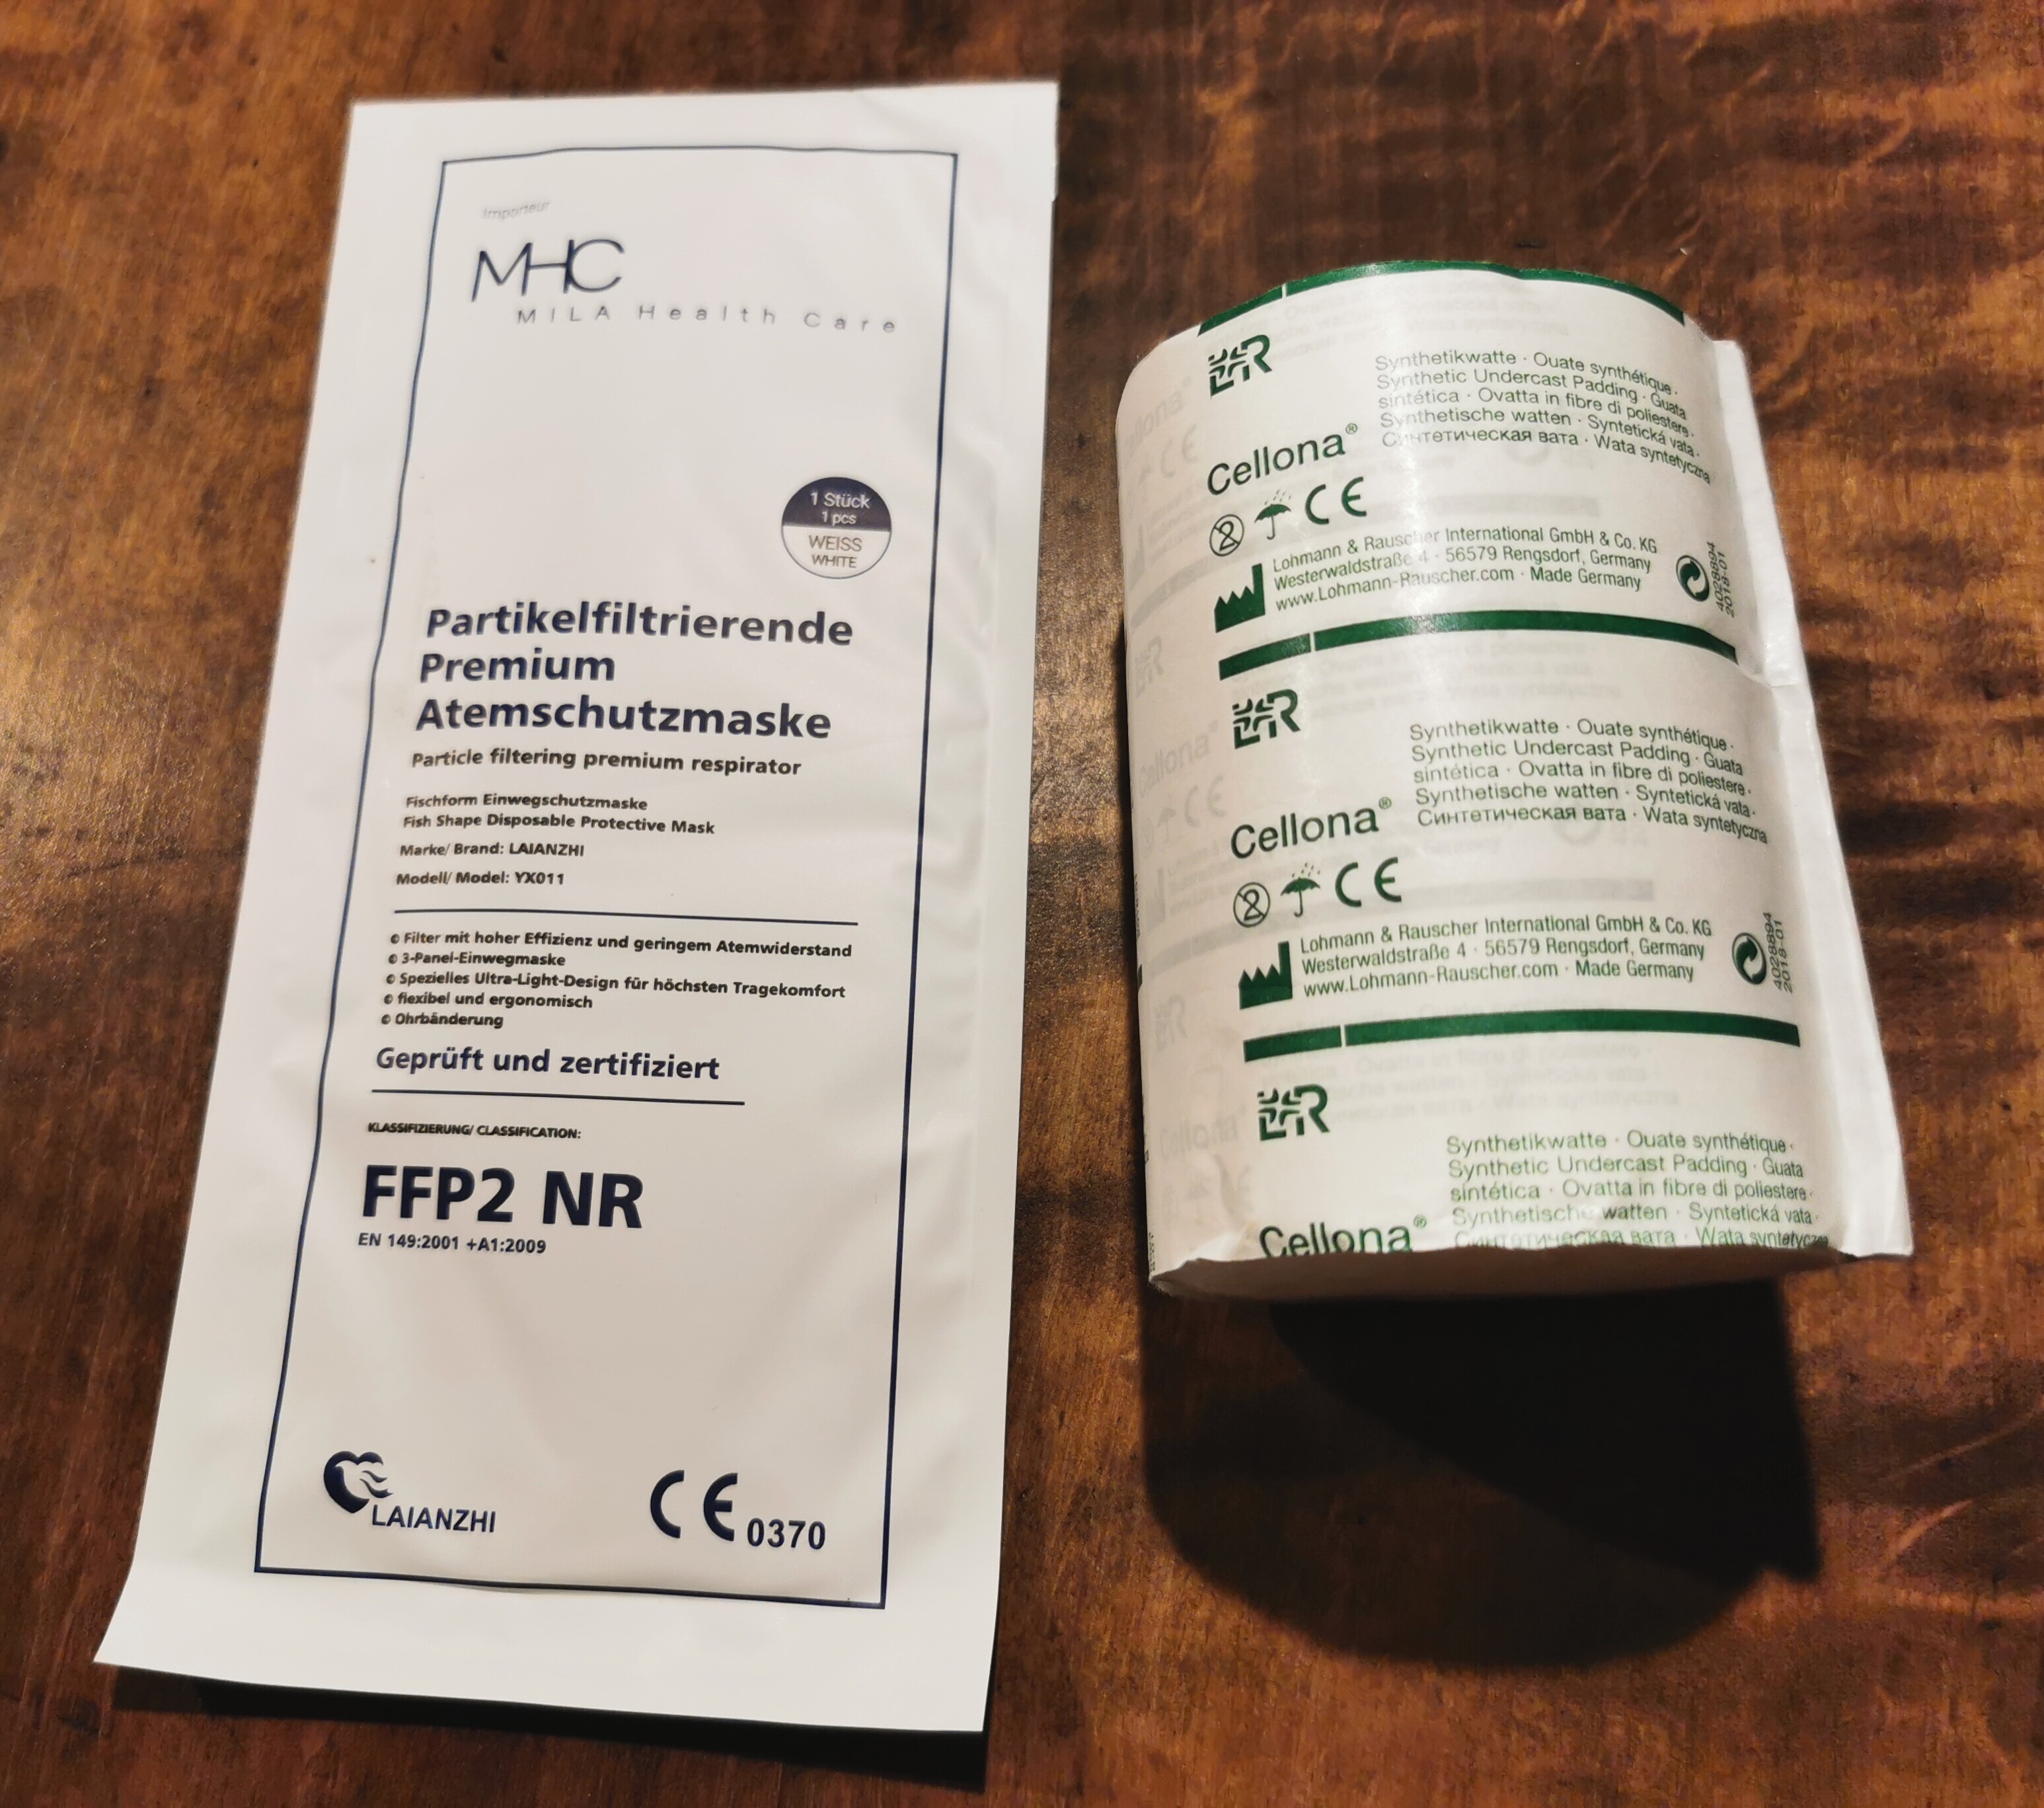 Importeur
MHC
MILA Health Care
1 Stück
1 pcs
WEISS
WHITE
Partikelfiltrierende
Premium
Atemschutzmaske
Particle filtering premium respirator
Fischform Einwegschutzmaske
Fish Shape Disposable Protective Mask
Marke/ Brand: LAIANZHI
Modell/ Model: YX011
Filter mit hoher Effizienz und geringem Atemwiderstand
3-Panel-Einwegmaske
Spezielles Ultra-Light-Design für höchsten Tragekomfort
flexibel und ergonomisch
Ohrbänderung
Geprüft und zertifiziert
KLASSIFIZIERUNG/ CLASSIFICATION:
FFP2 NR
EN 149:2001 +A1:2009
LAIANZHI
CE 0370
L&R
Synthetikwatte · Ouate synthétique ·
Synthetic Undercast Padding · Guata
sintética · Ovatta in fibre di poliestere ·
Synthetische watten · Syntetická vata ·
Синтетическая вата · Wata syntetyczna
Cellona®
2 CE
Lohmann & Rauscher International GmbH & Co. KG
Westerwaldstraße 4 · 56579 Rengsdorf, Germany
www.Lohmann-Rauscher.com · Made Germany
4028894
2018-01
L&R
Synthetikwatte · Ouate synthétique ·
Synthetic Undercast Padding · Guata
sintética · Ovatta in fibre di poliestere ·
Synthetische watten · Syntetická vata ·
Синтетическая вата · Wata syntetyczna
Cellona®
2 CE
Lohmann & Rauscher International GmbH & Co. KG
Westerwaldstraße 4 · 56579 Rengsdorf, Germany
www.Lohmann-Rauscher.com · Made Germany
4028894
2018-01
L&R
Synthetikwatte · Ouate synthétique ·
Synthetic Undercast Padding · Guata
sintética · Ovatta in fibre di poliestere ·
Synthetische watten · Syntetická vata ·
Синтетическая вата · Wata syntetyczna
Cellona®